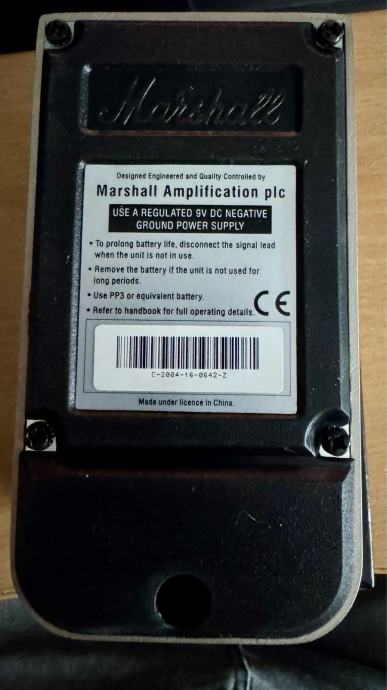 Marshall
Designed Engineered and Quality Controlled by
Marshall Amplification plc
USE A REGULATED 9V DC NEGATIVE
GROUND POWER SUPPLY
• To prolong battery life, disconnect the signal lead
when the unit is not in use.
• Remove the battery if the unit is not used for
long periods.
• Use PP3 or equivalent battery.
• Refer to handbook for full operating details.
CE
C-2004-16-0642-Z
Made under licence in China.